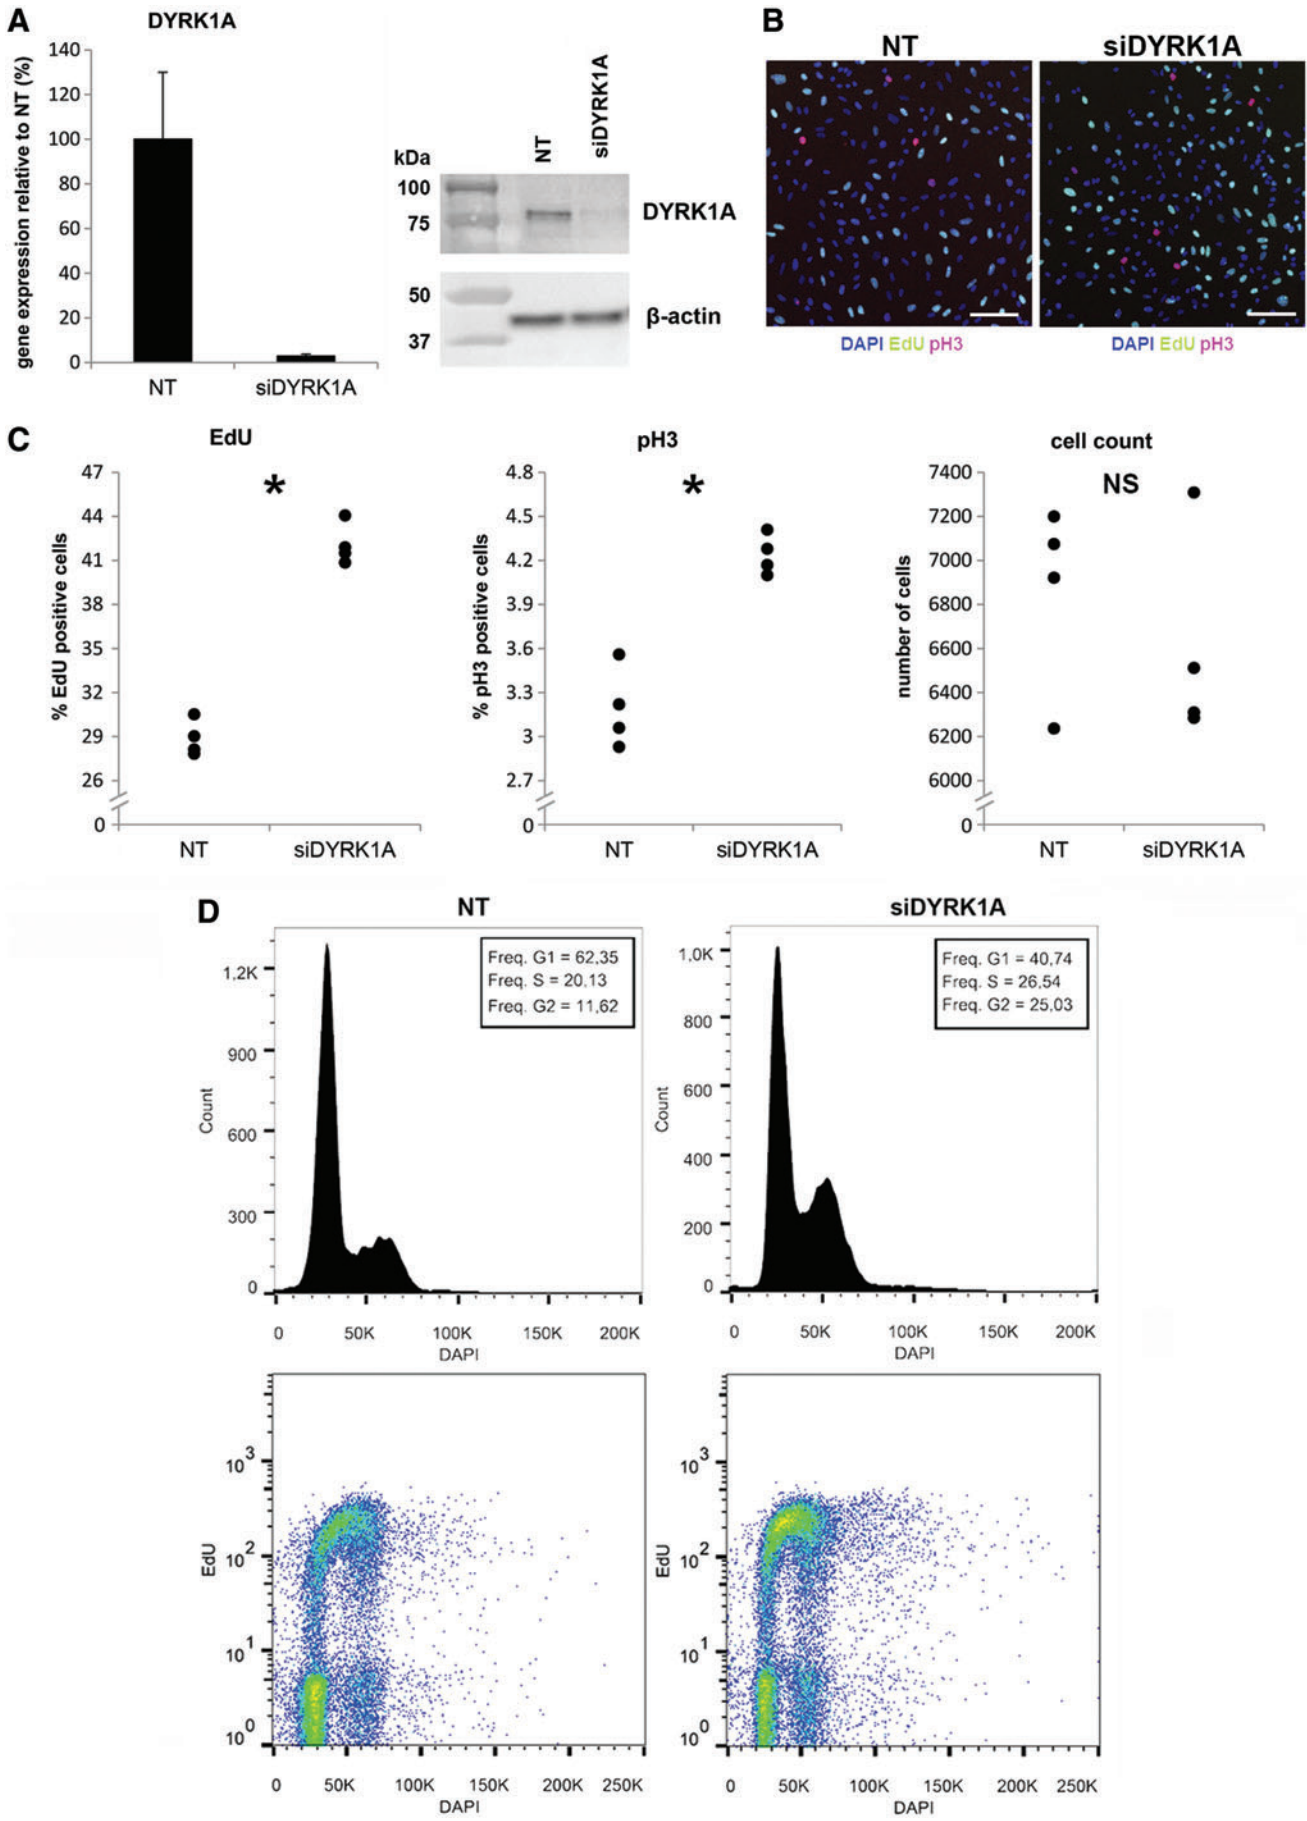 A
DYRK1A
gene expression relative to NT (%)
140
120
100
80
60
40
20
0
NT
siDYRK1A
kDa
NT
siDYRK1A
100
75
DYRK1A
50
37
β-actin
B
NT
siDYRK1A
DAPI EdU pH3
DAPI EdU pH3
C
EdU
% EdU positive cells
47
44
41
38
35
32
29
26
0
*
NT
siDYRK1A
pH3
% pH3 positive cells
4.8
4.5
4.2
3.9
3.6
3.3
3
2.7
0
*
NT
siDYRK1A
cell count
number of cells
7400
7200
7000
6800
6600
6400
6200
6000
0
NS
NT
siDYRK1A
D
NT
Freq. G1 = 62,35
Freq. S = 20,13
Freq. G2 = 11,62
Count
1,2K
900
600
300
0
0 50K 100K 150K 200K
DAPI
siDYRK1A
Freq. G1 = 40,74
Freq. S = 26,54
Freq. G2 = 25,03
Count
1,0K
800
600
400
200
0
0 50K 100K 150K 200K
DAPI
EdU
10³
10²
10¹
10⁰
0 50K 100K 150K 200K 250K
DAPI
EdU
10³
10²
10¹
10⁰
0 50K 100K 150K 200K 250K
DAPI